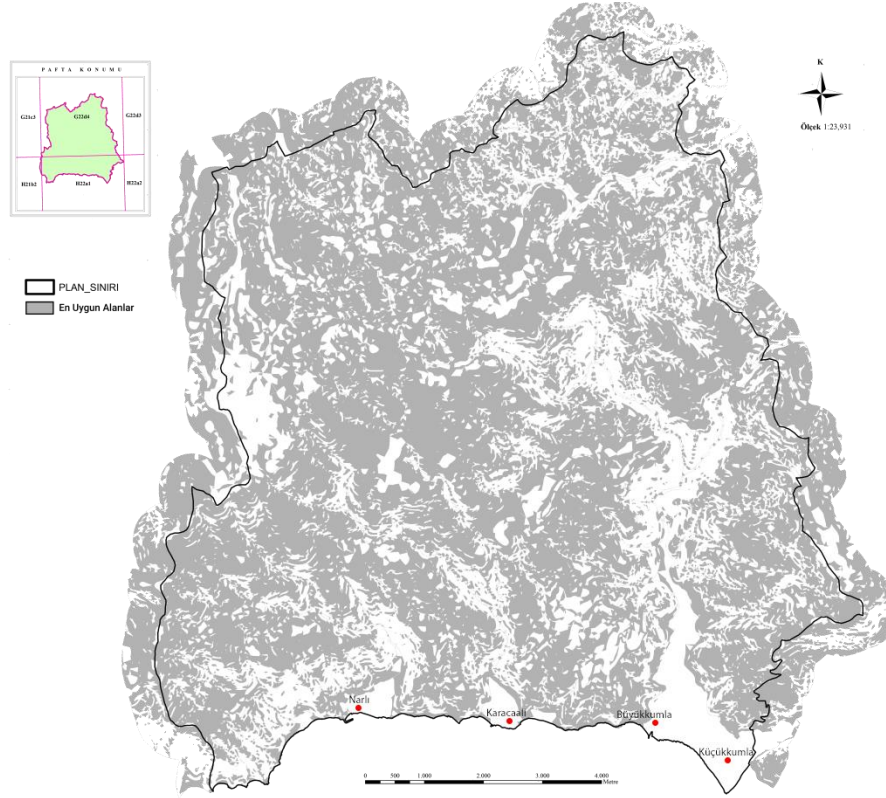 PAFTA KONUMU
G21c3
G22d4
G22d3
H21b2
H22a1
H22a2
K
Ölçek 1:23,931
PLAN_SINIRI
En Uygun Alanlar
Narlı
Karacaali
Büyükkumla
Küçükkumla
0 500 1.000 2.000 3.000 4.000
Metre